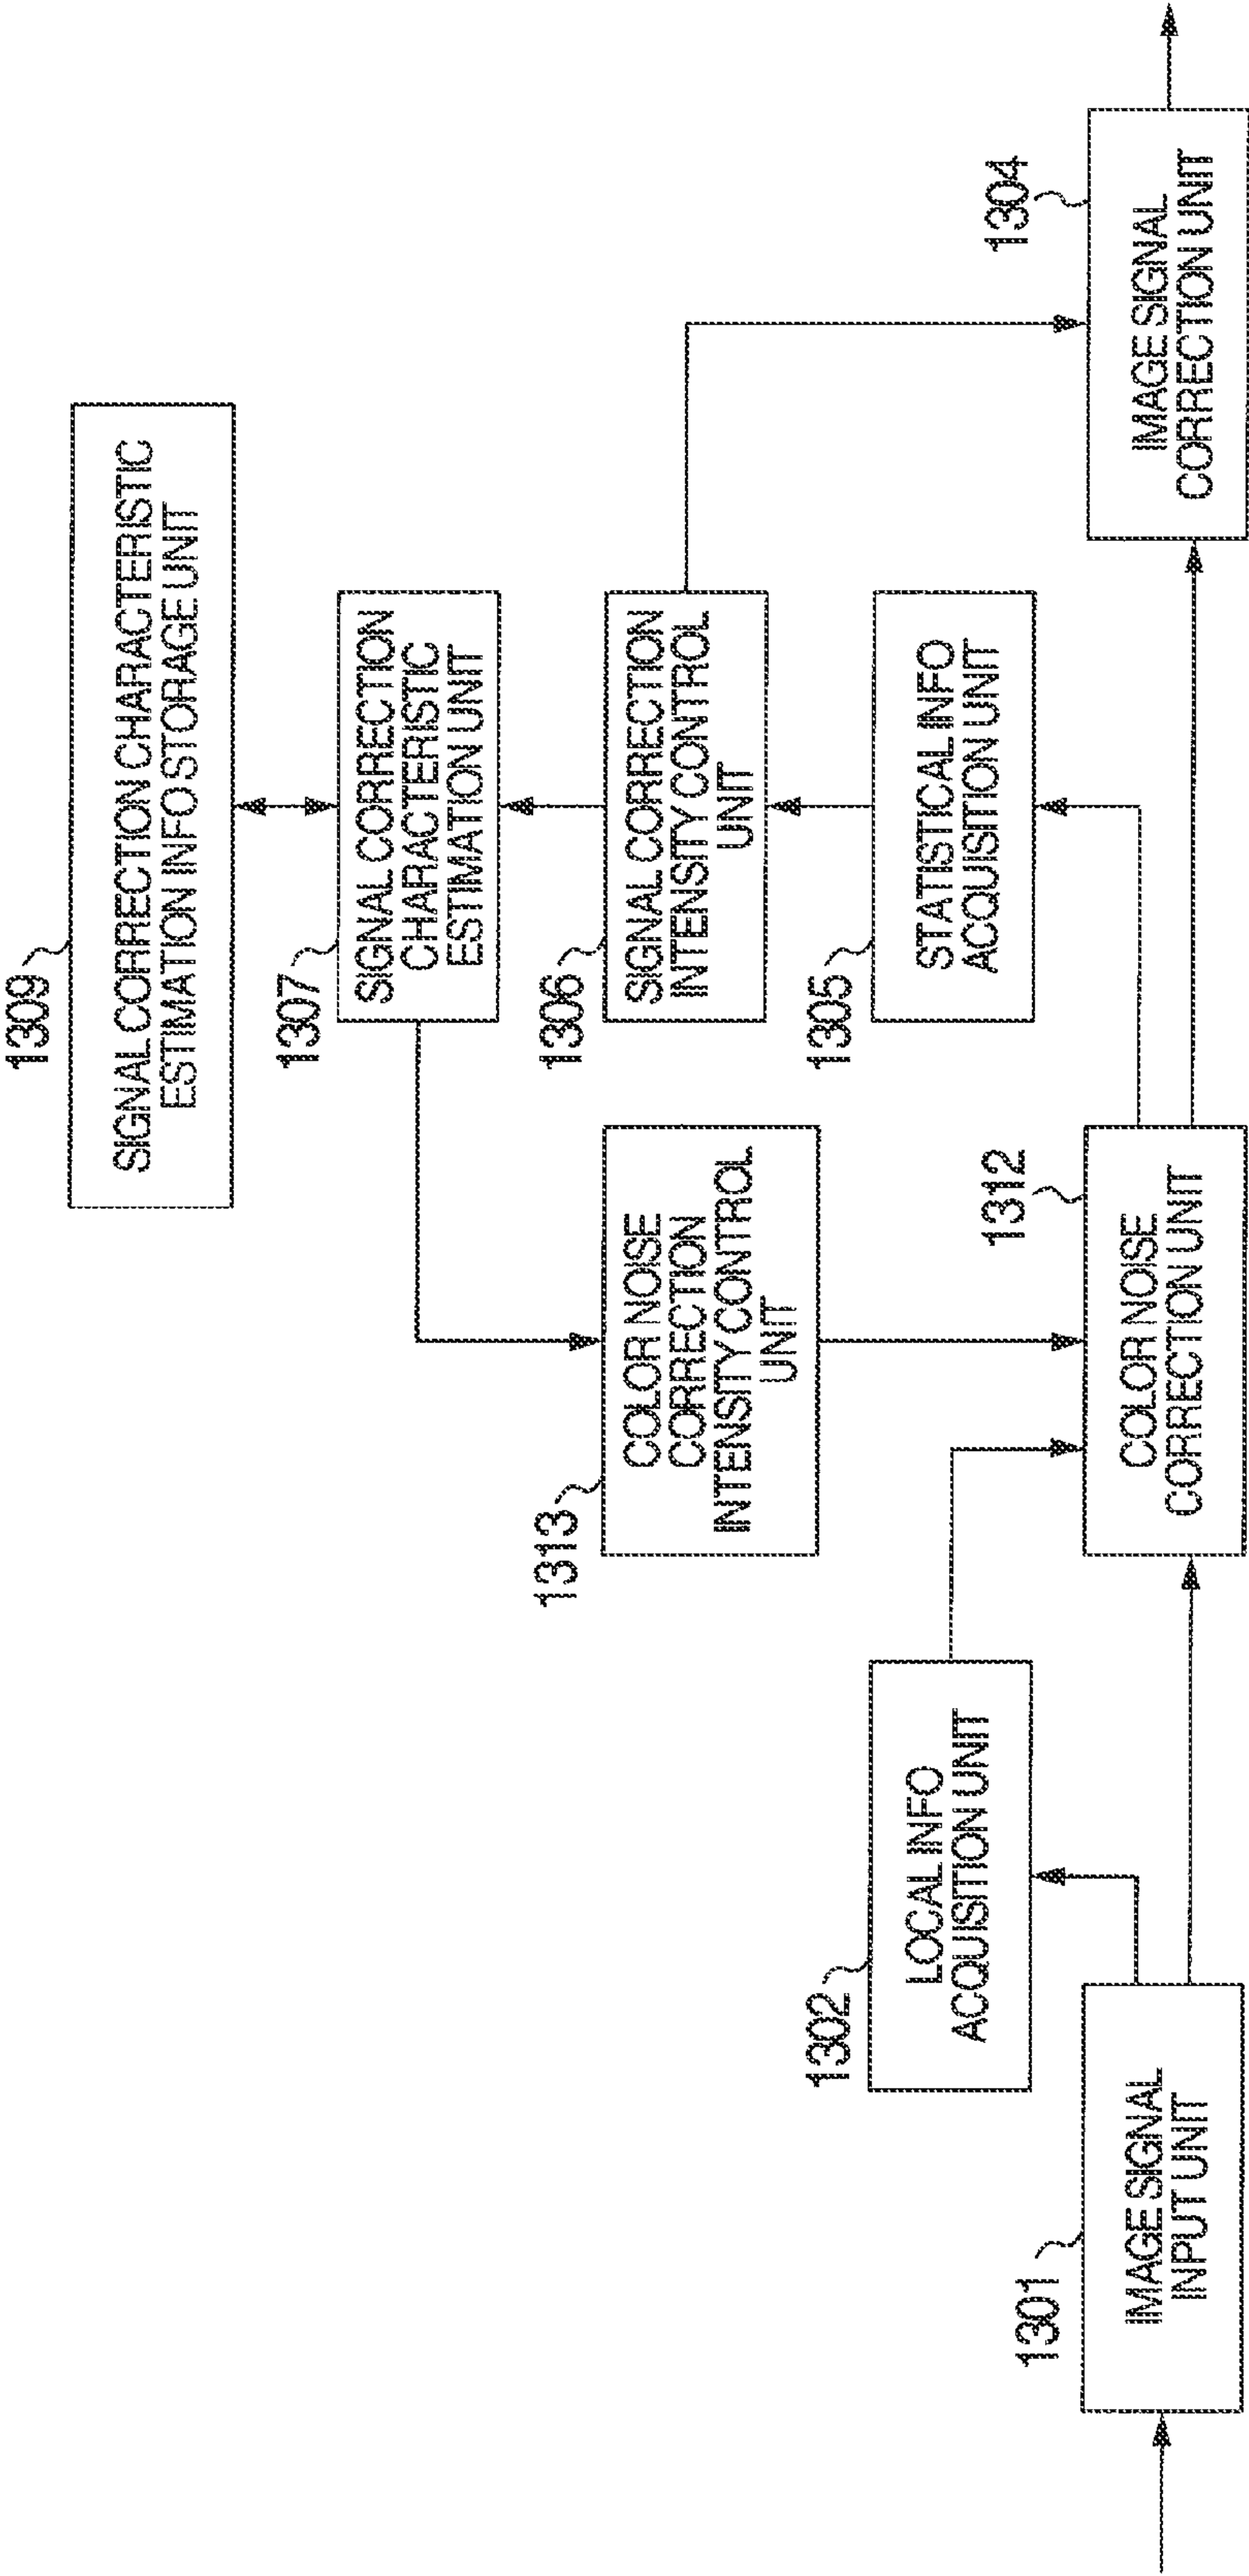 1309
SIGNAL CORRECTION CHARACTERISTIC
ESTIMATION INFO STORAGE UNIT
1307
SIGNAL CORRECTION
CHARACTERISTIC
ESTIMATION UNIT
1313
COLOR NOISE
CORRECTION
INTENSITY CONTROL
UNIT
1306
SIGNAL CORRECTION
INTENSITY CONTROL
UNIT
1302
LOCAL INFO
ACQUISITION UNIT
1305
STATISTICAL INFO
ACQUISITION UNIT
1301
IMAGE SIGNAL
INPUT UNIT
1312
COLOR NOISE
CORRECTION UNIT
1304
IMAGE SIGNAL
CORRECTION UNIT